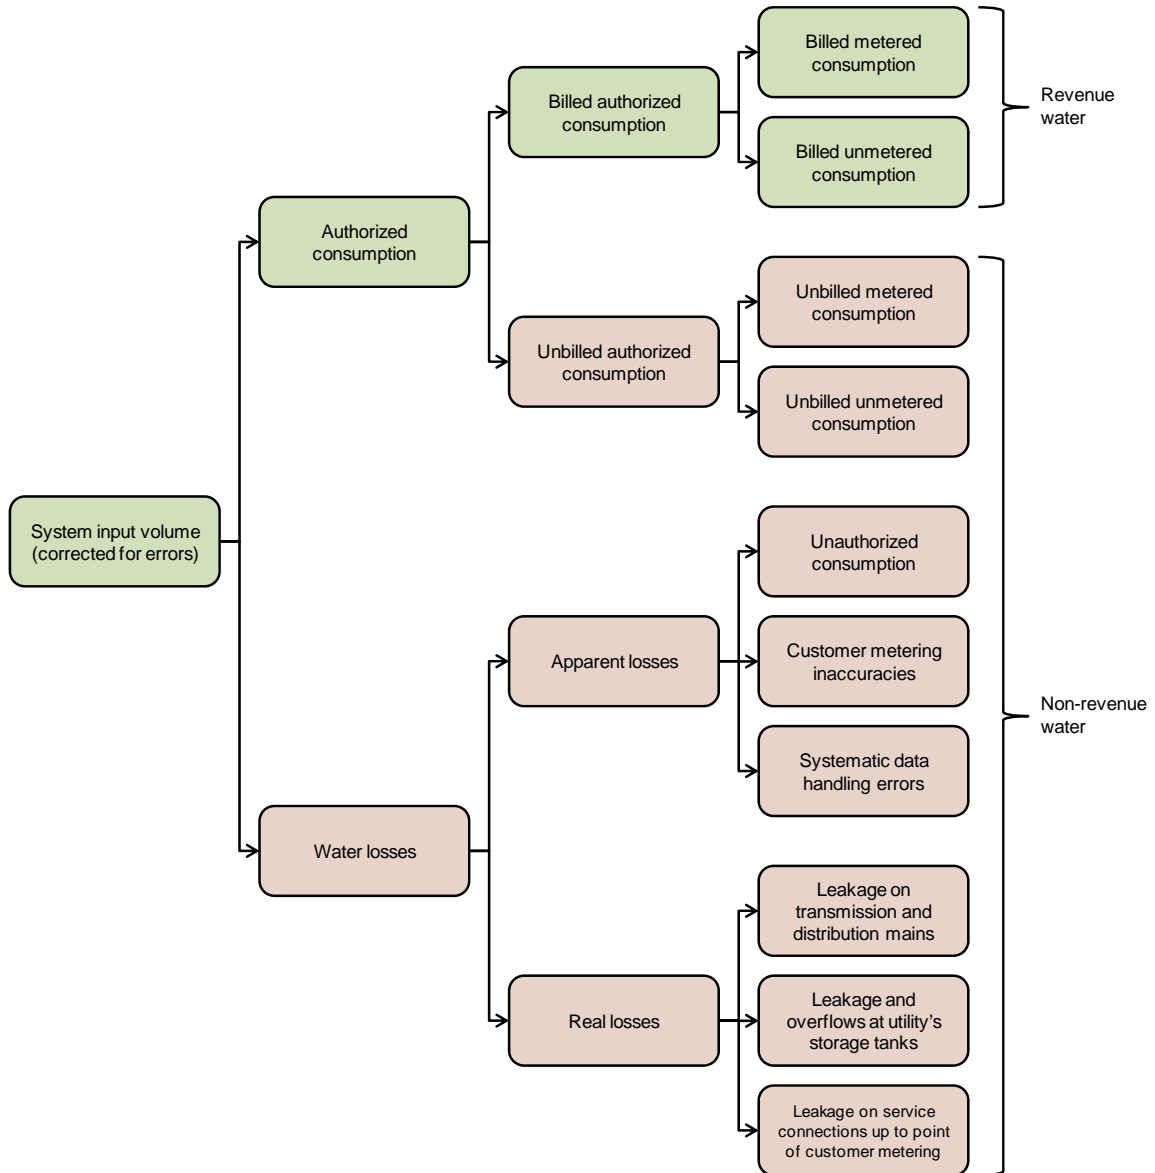 Billed metered
consumption
Billed authorized
consumption
Revenue
water
Billed unmetered
consumption
Authorized
consumption
Unbilled metered
consumption
Unbilled authorized
consumption
Unbilled unmetered
consumption
System input volume
(corrected for errors)
Unauthorized
consumption
Apparent losses
Customer metering
inaccuracies
Non-revenue
water
Systematic data
handling errors
Water losses
Leakage on
transmission and
distribution mains
Real losses
Leakage and
overflows at utility’s
storage tanks
Leakage on service
connections up to point
of customer metering